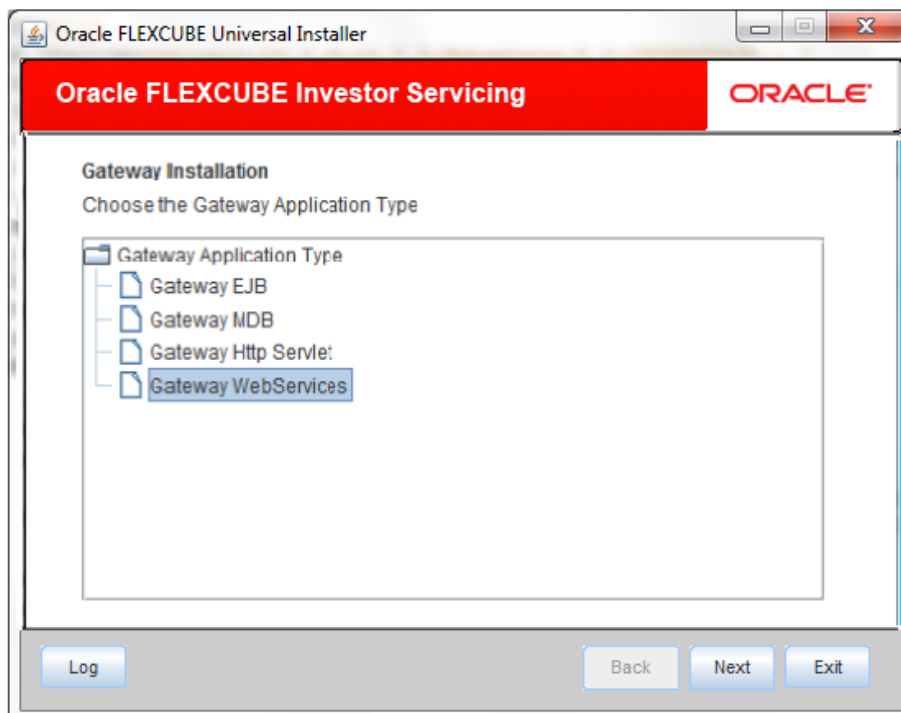 Oracle FLEXCUBE Universal Installer
Oracle FLEXCUBE Investor Servicing
ORACLE
Gateway Installation
Choose the Gateway Application Type
Gateway Application Type
Gateway EJB
Gateway MDB
Gateway Http Servlet
Gateway WebServices
Log Back Next Exit